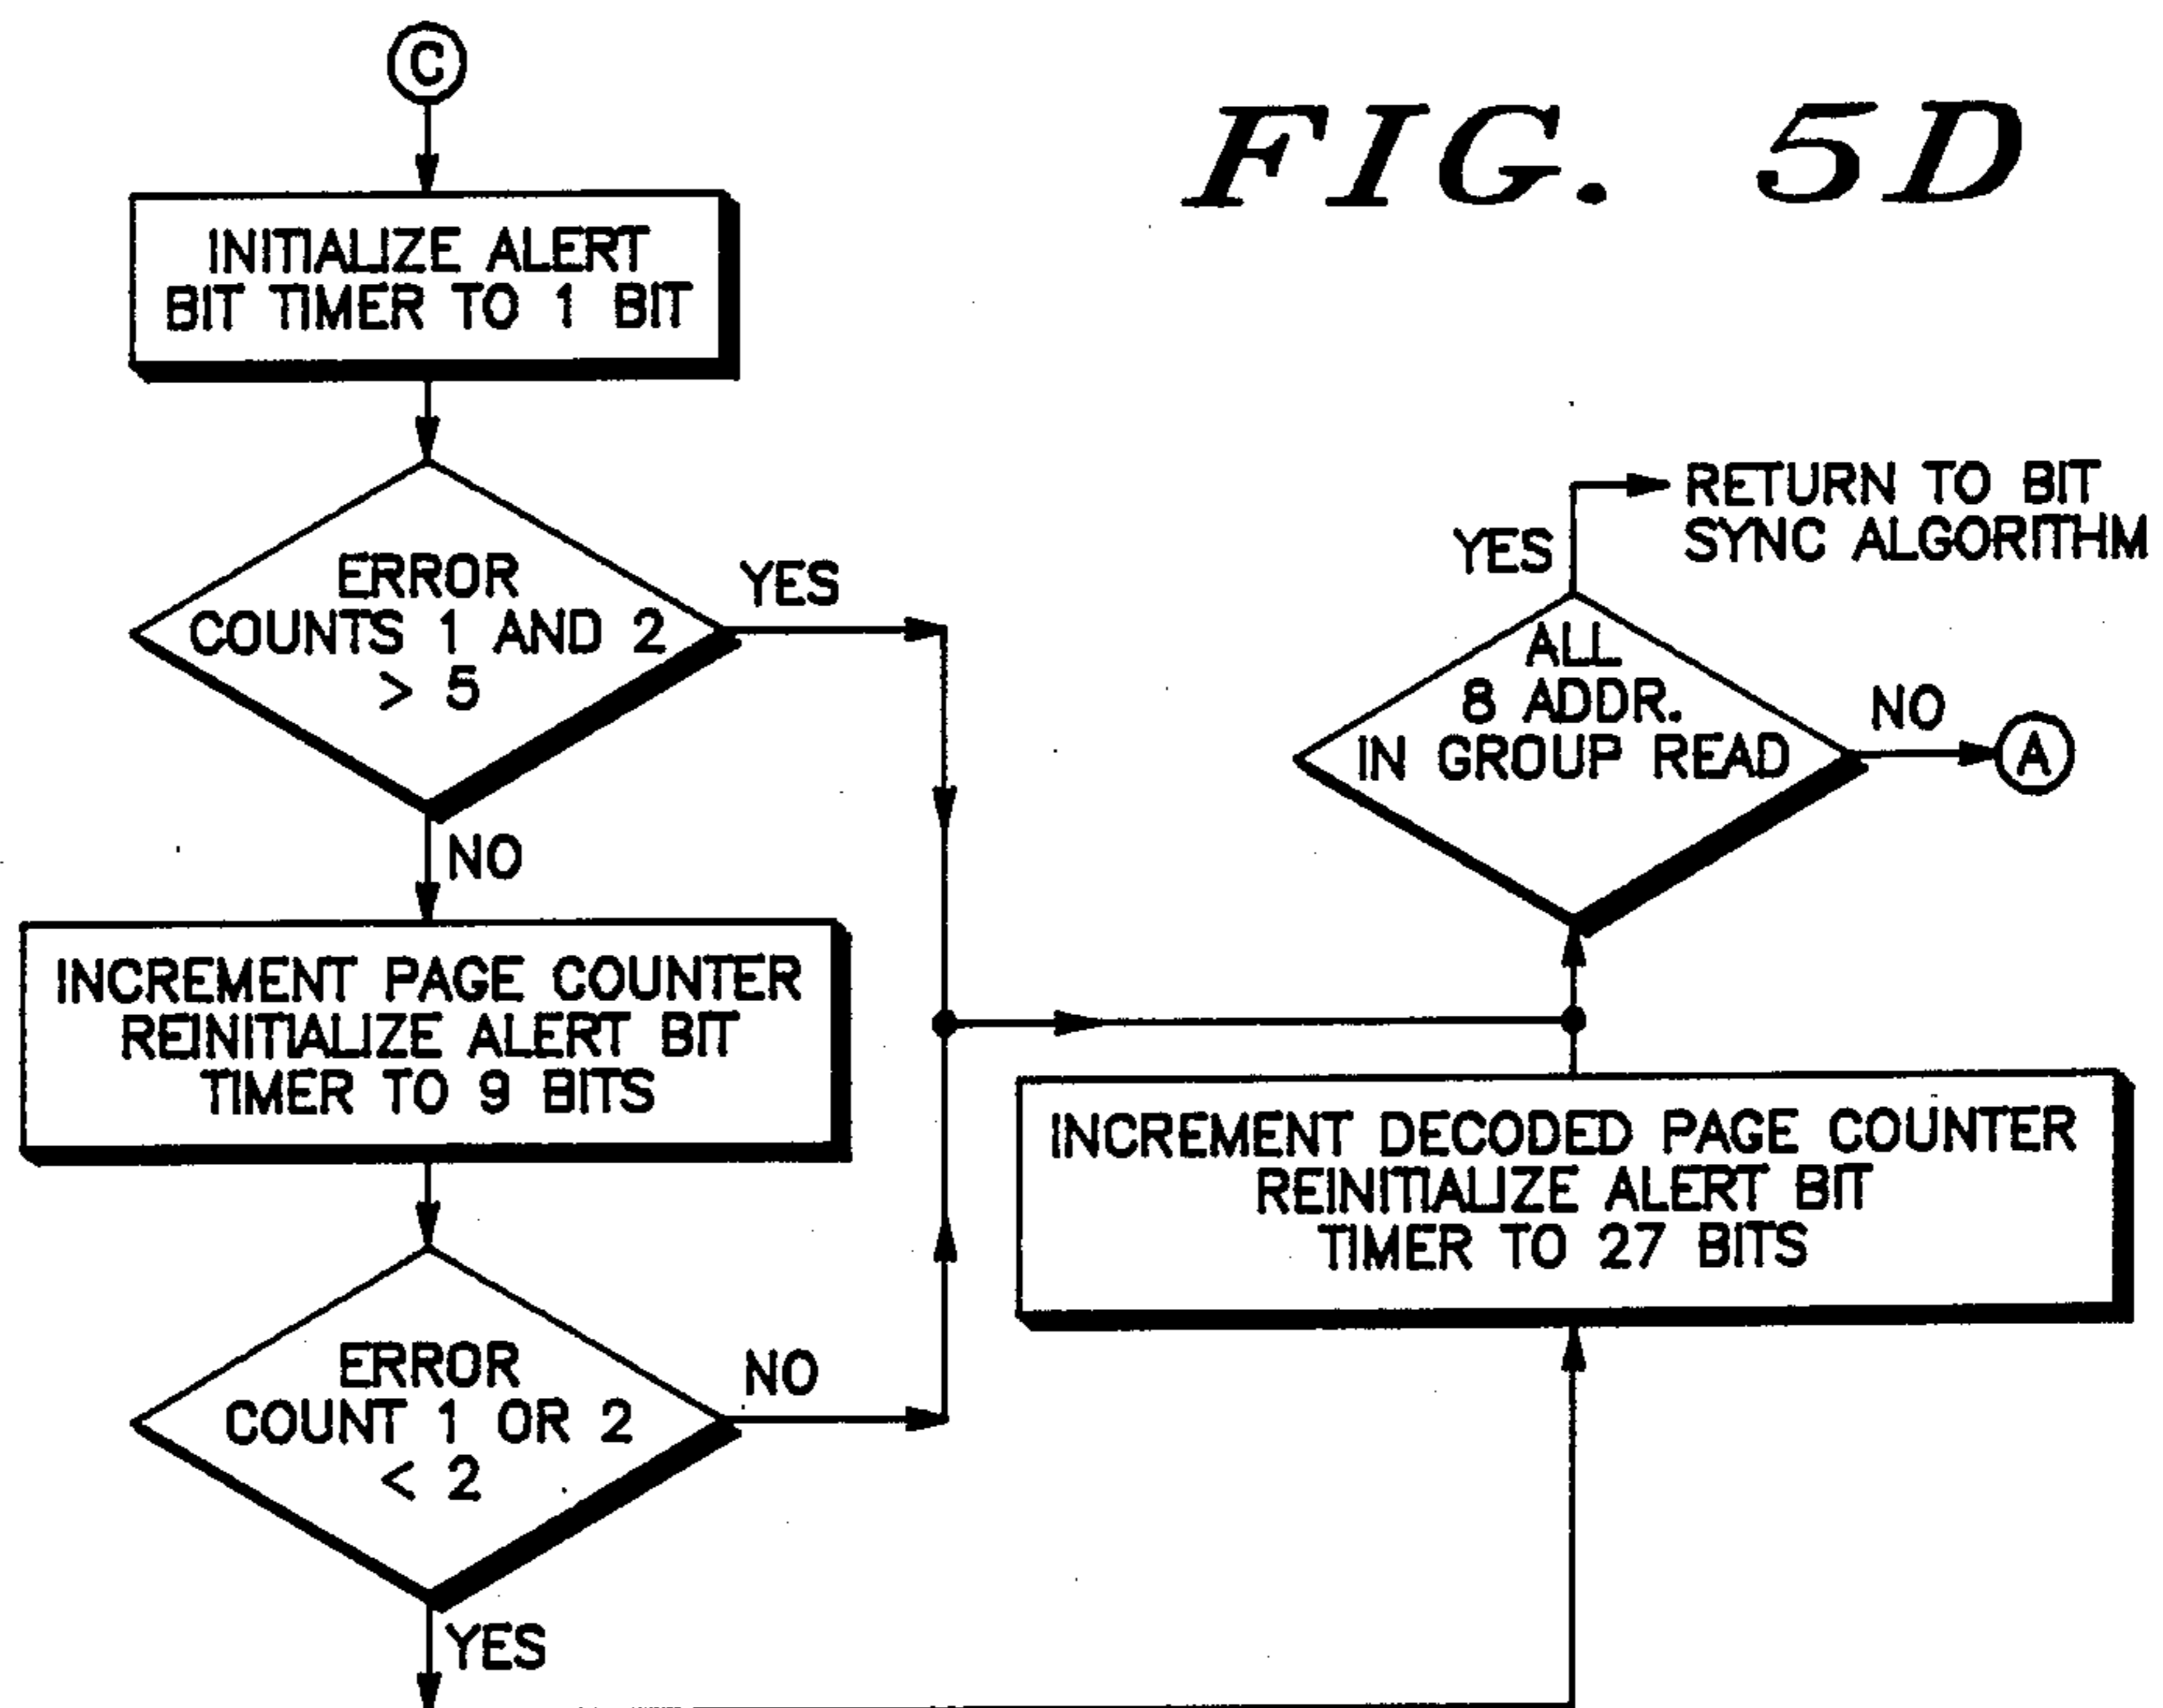 C
FIG. 5D
INITIALIZE ALERT
BIT TIMER TO 1 BIT
ERROR
COUNTS 1 AND 2
> 5
YES
NO
INCREMENT PAGE COUNTER
REINITIALIZE ALERT BIT
TIMER TO 9 BITS
ERROR
COUNT 1 OR 2
< 2
NO
YES
RETURN TO BIT
SYNC ALGORITHM
YES
ALL
8 ADDR.
IN GROUP READ
NO
A
INCREMENT DECODED PAGE COUNTER
REINITIALIZE ALERT BIT
TIMER TO 27 BITS